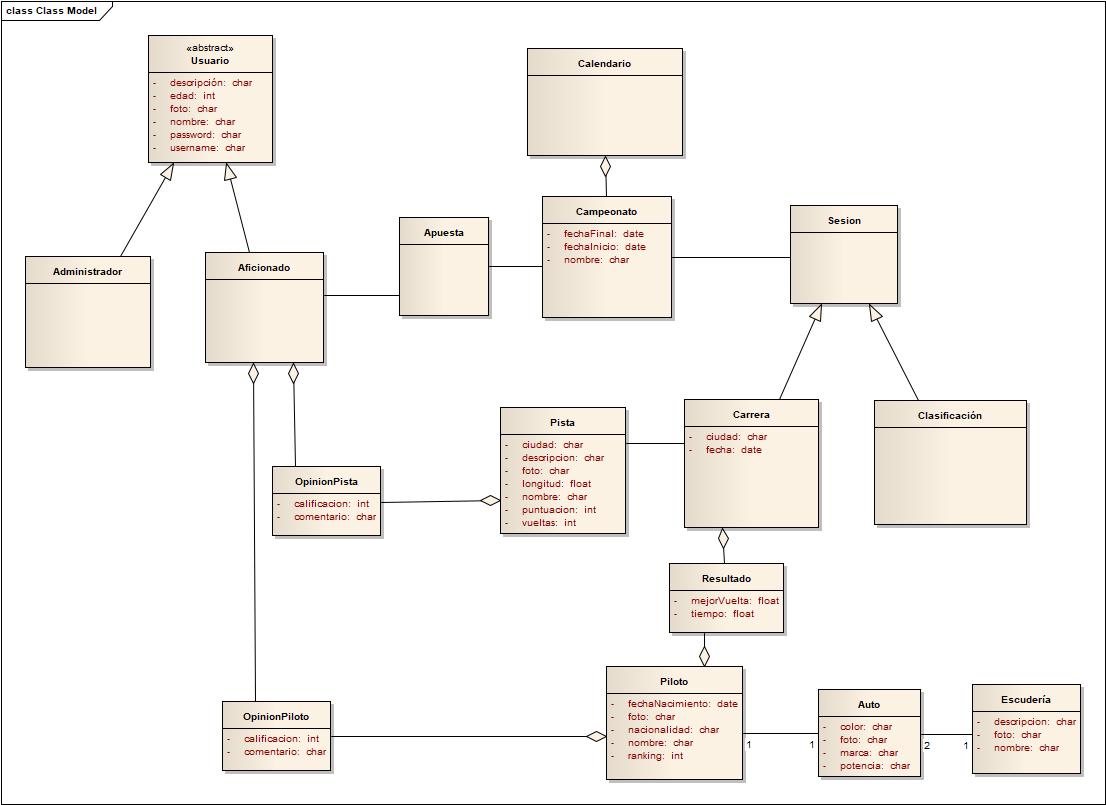 class Class Model
«abstract»
Usuario
- descripción: char
- edad: int
- foto: char
- nombre: char
- password: char
- username: char
Calendario
Campeonato
- fechaFinal: date
- fechaInicio: date
- nombre: char
Sesion
Apuesta
Administrador
Aficionado
Pista
- ciudad: char
- descripcion: char
- foto: char
- longitud: float
- nombre: char
- puntuacion: int
- vueltas: int
Carrera
- ciudad: char
- fecha: date
Clasificación
OpinionPista
- calificacion: int
- comentario: char
Resultado
- mejorVuelta: float
- tiempo: float
OpinionPiloto
- calificacion: int
- comentario: char
Piloto
- fechaNacimiento: date
- foto: char
- nacionalidad: char
- nombre: char
- ranking: int
1
1
Auto
- color: char
- foto: char
- marca: char
- potencia: char
2
1
Escudería
- descripcion: char
- foto: char
- nombre: char